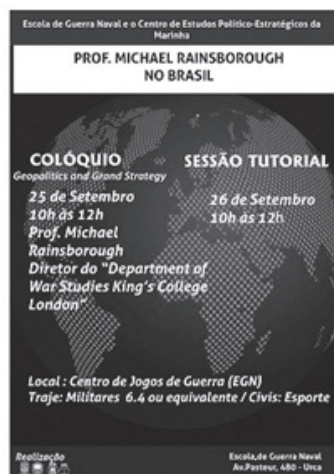 Escola de Guerra Naval e o Centro de Estudos Político-Estratégicos da
Marinha
PROF. MICHAEL RAINSBOROUGH
NO BRASIL
COLÓQUIO
Geopolitics and Grand Strategy
25 de Setembro
10h às 12h
Prof. Michael
Rainsborough
Diretor do "Department of
War Studies King's College
London"
SESSÃO TUTORIAL
26 de Setembro
10h às 12h
Local : Centro de Jogos de Guerra (EGN)
Traje: Militares 6.4 ou equivalente / Civis: Esporte
Realização
Escola de Guerra Naval
Av.Pasteur, 480 - Urca